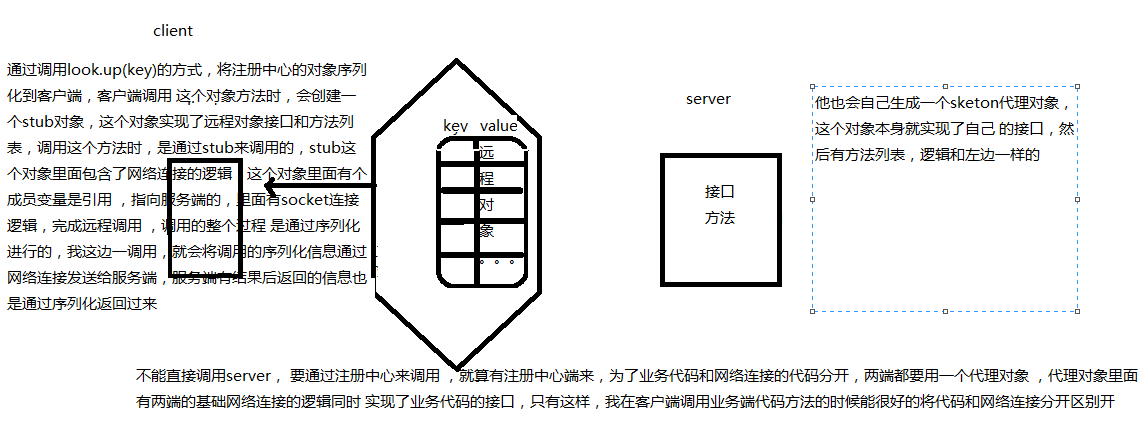 client
通过调用look.up(key)的方式，将注册中心的对象序列
化到客户端，客户端调用 这个对象方法时，会创建一
个stub对象，这个对象实现了远程对象接口和方法列
表，调用这个方法时，是通过stub来调用的，stub这
个对象里面包含了网络连接的逻辑，这个对象里面有个
成员变量是引用 ，指向服务端的，里面有socket连接
逻辑，完成远程调用 ，调用的整个过程 是通过序列化
进行的，我这边一调用，就会将调用的序列化信息通过
网络连接发送给服务端，服务端有结果后返回的信息也
是通过序列化返回过来
key value
远
程
对
象
。。。
server
接口
方法
他也会自己生成一个sketon代理对象，
这个对象本身就实现了自己 的接口，然
后有方法列表，逻辑和左边一样的
不能直接调用server， 要通过注册中心来调用 ，就算有注册中心端来，为了业务代码和网络连接的代码分开，两端都要用一个代理对象 ，代理对象里面
有两端的基础网络连接的逻辑同时 实现了业务代码的接口，只有这样，我在客户端调用业务端代码方法的时候能很好的将代码和网络连接分开区别开